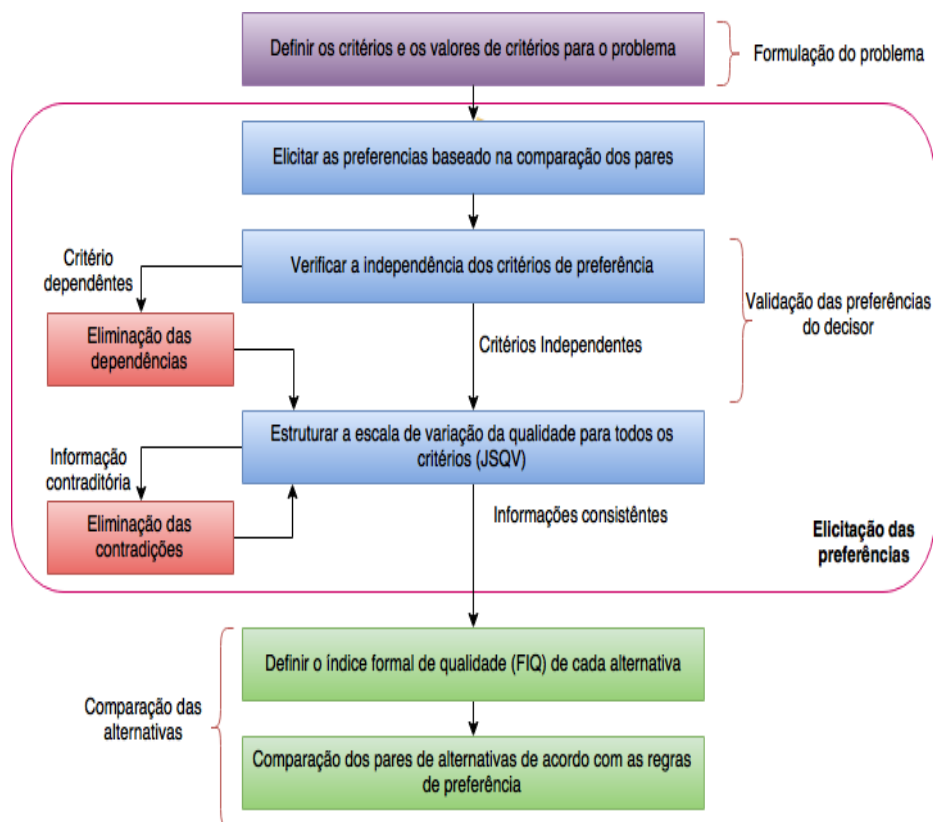 Definir os critérios e os valores de critérios para o problema
Formulação do problema
Elicitar as preferencias baseado na comparação dos pares
Verificar a independência dos critérios de preferência
Critério
dependêntes
Validação das preferências
do decisor
Eliminação das
dependências
Critérios Independentes
Estruturar a escala de variação da qualidade para todos os
critérios (JSQV)
Informação
contraditória
Eliminação das
contradições
Informações consistêntes
Elicitação das
preferências
Definir o índice formal de qualidade (FIQ) de cada alternativa
Comparação das
alternativas
Comparação dos pares de alternativas de acordo com as regras
de preferência